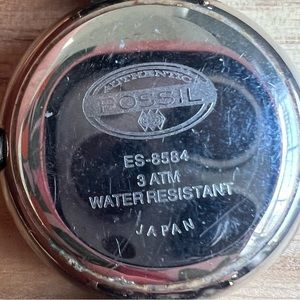 AUTHENTIC
FOSSIL
ES-8584
3 ATM
WATER RESISTANT
JAPAN